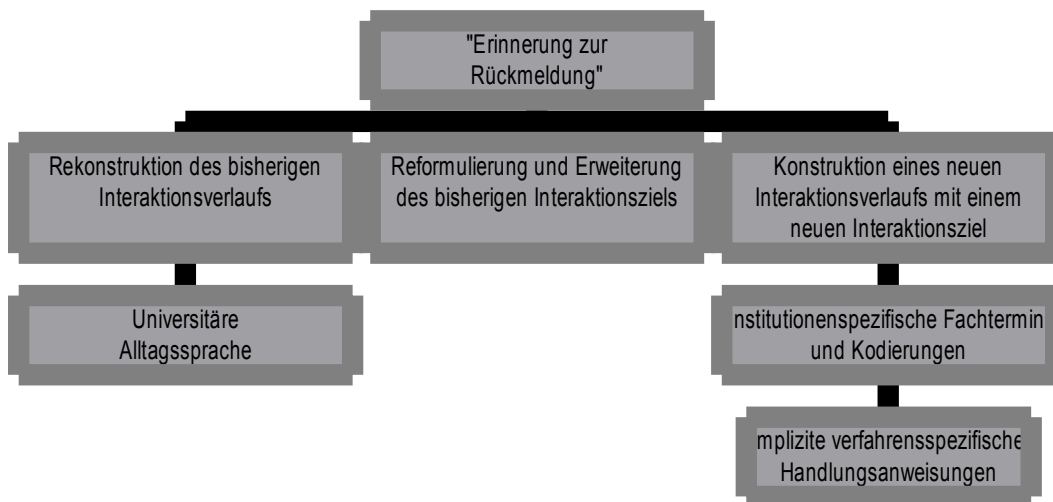 "Erinnerung zur
Rückmeldung"
Rekonstruktion des bisherigen
Interaktionsverlaufs
Reformulierung und Erweiterung
des bisherigen Interaktionsziels
Konstruktion eines neuen
Interaktionsverlaufs mit einem
neuen Interaktionsziel
Universitäre
Alltagssprache
nstitutionenspezifische Fachtermin
und Kodierungen
mplizite verfahrensspezifische
Handlungsanweisungen